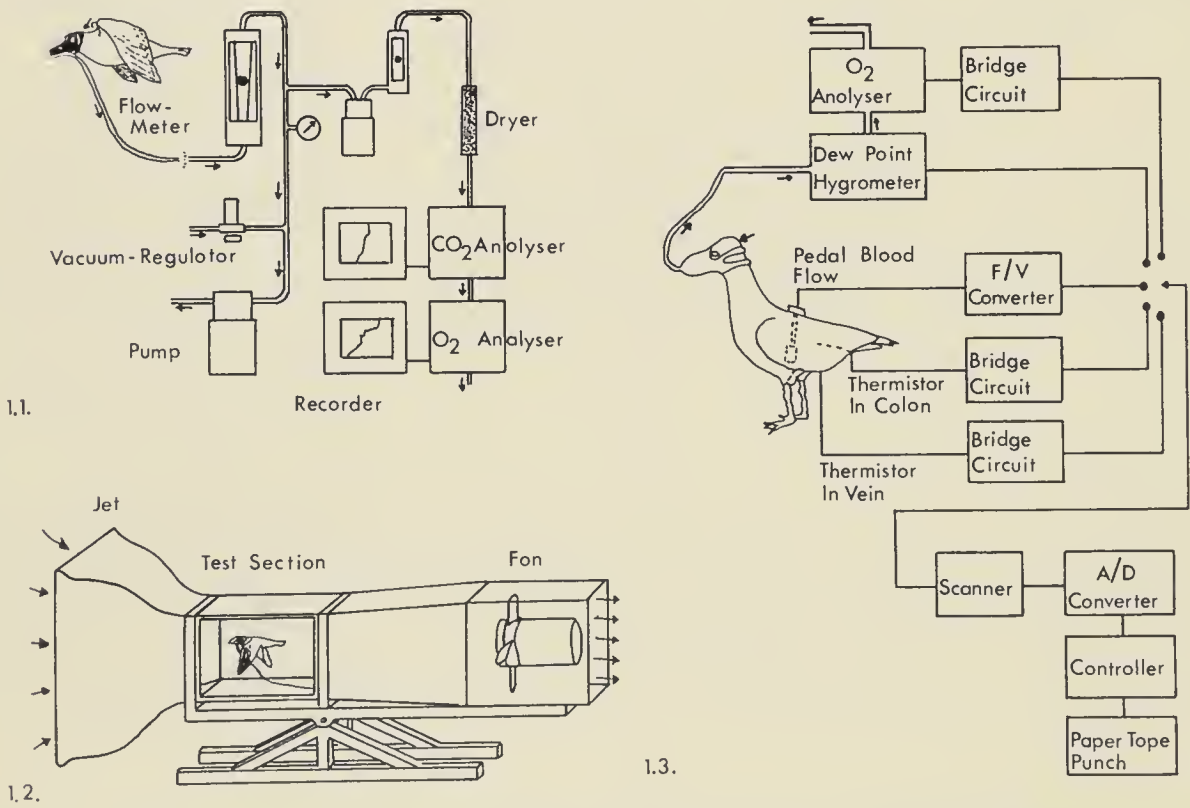 Flow-
Meter
Dryer
Vacuum-Regulotor
CO2 Anolyser
Pump
O2 Analyser
Recorder
1.1.
Jet
Test Section
Fon
1.2.
O2
Anolyser
Bridge
Circuit
Dew Point
Hygrometer
Pedal Blood
Flow
F/V
Converter
Thermistor
In Colon
Bridge
Circuit
Thermistor
In Vein
Bridge
Circuit
Scanner
A/D
Converter
Controller
Paper Tope
Punch
1.3.